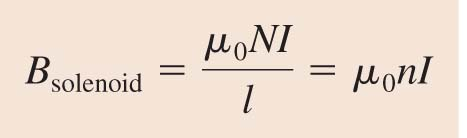 B_solenoid = μ₀NI / l = μ₀nI